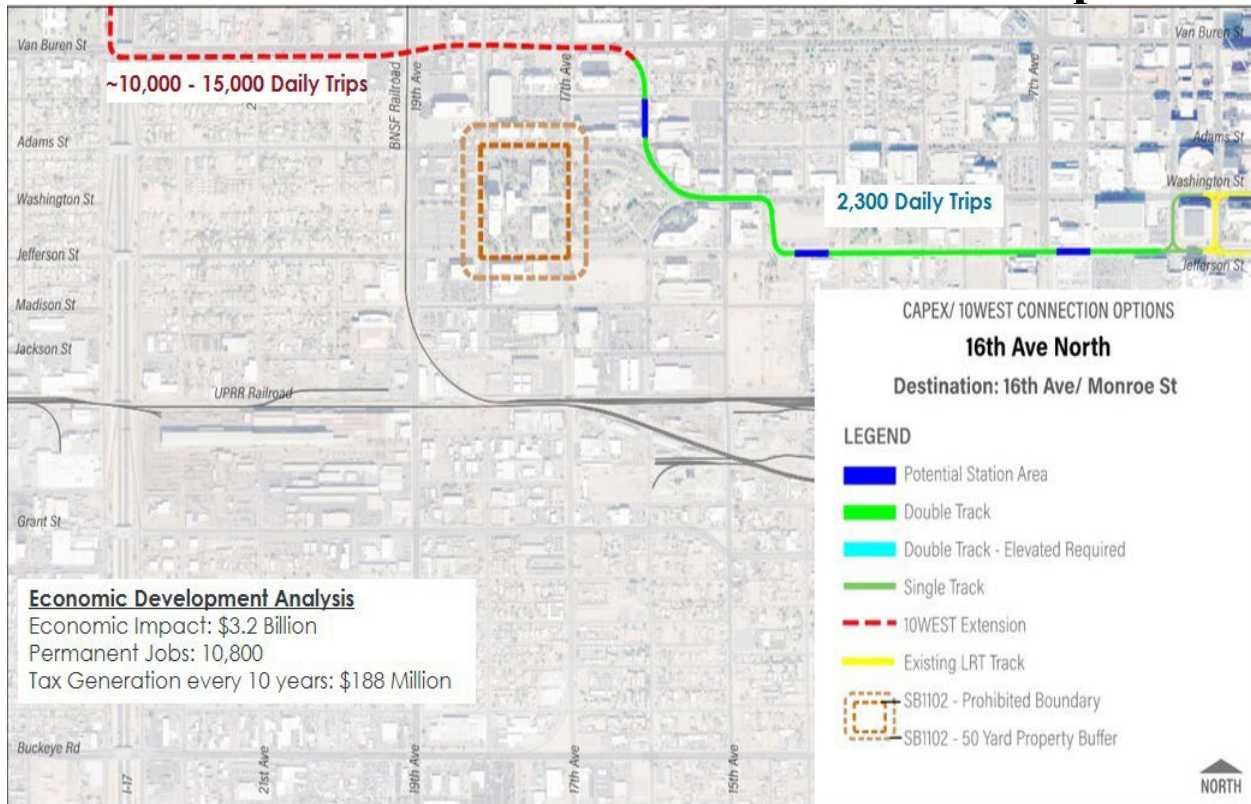 Van Buren St
Van Buren St
~10,000 - 15,000 Daily Trips
BNSF Railroad
19th Ave
17th Ave
7th Ave
Adams St
Adams St
Washington St
Washington St
2,300 Daily Trips
Jefferson St
Jefferson St
Madison St
Jackson St
UPRR Railroad
Grant St
CAPEX/ 10WEST CONNECTION OPTIONS
16th Ave North
Destination: 16th Ave/ Monroe St
LEGEND
Potential Station Area
Double Track
Double Track - Elevated Required
Single Track
10WEST Extension
Existing LRT Track
SB1102 - Prohibited Boundary
SB1102 - 50 Yard Property Buffer
Economic Development Analysis
Economic Impact: $3.2 Billion
Permanent Jobs: 10,800
Tax Generation every 10 years: $188 Million
Buckeye Rd
I-17
21st Ave
19th Ave
17th Ave
15th Ave
NORTH